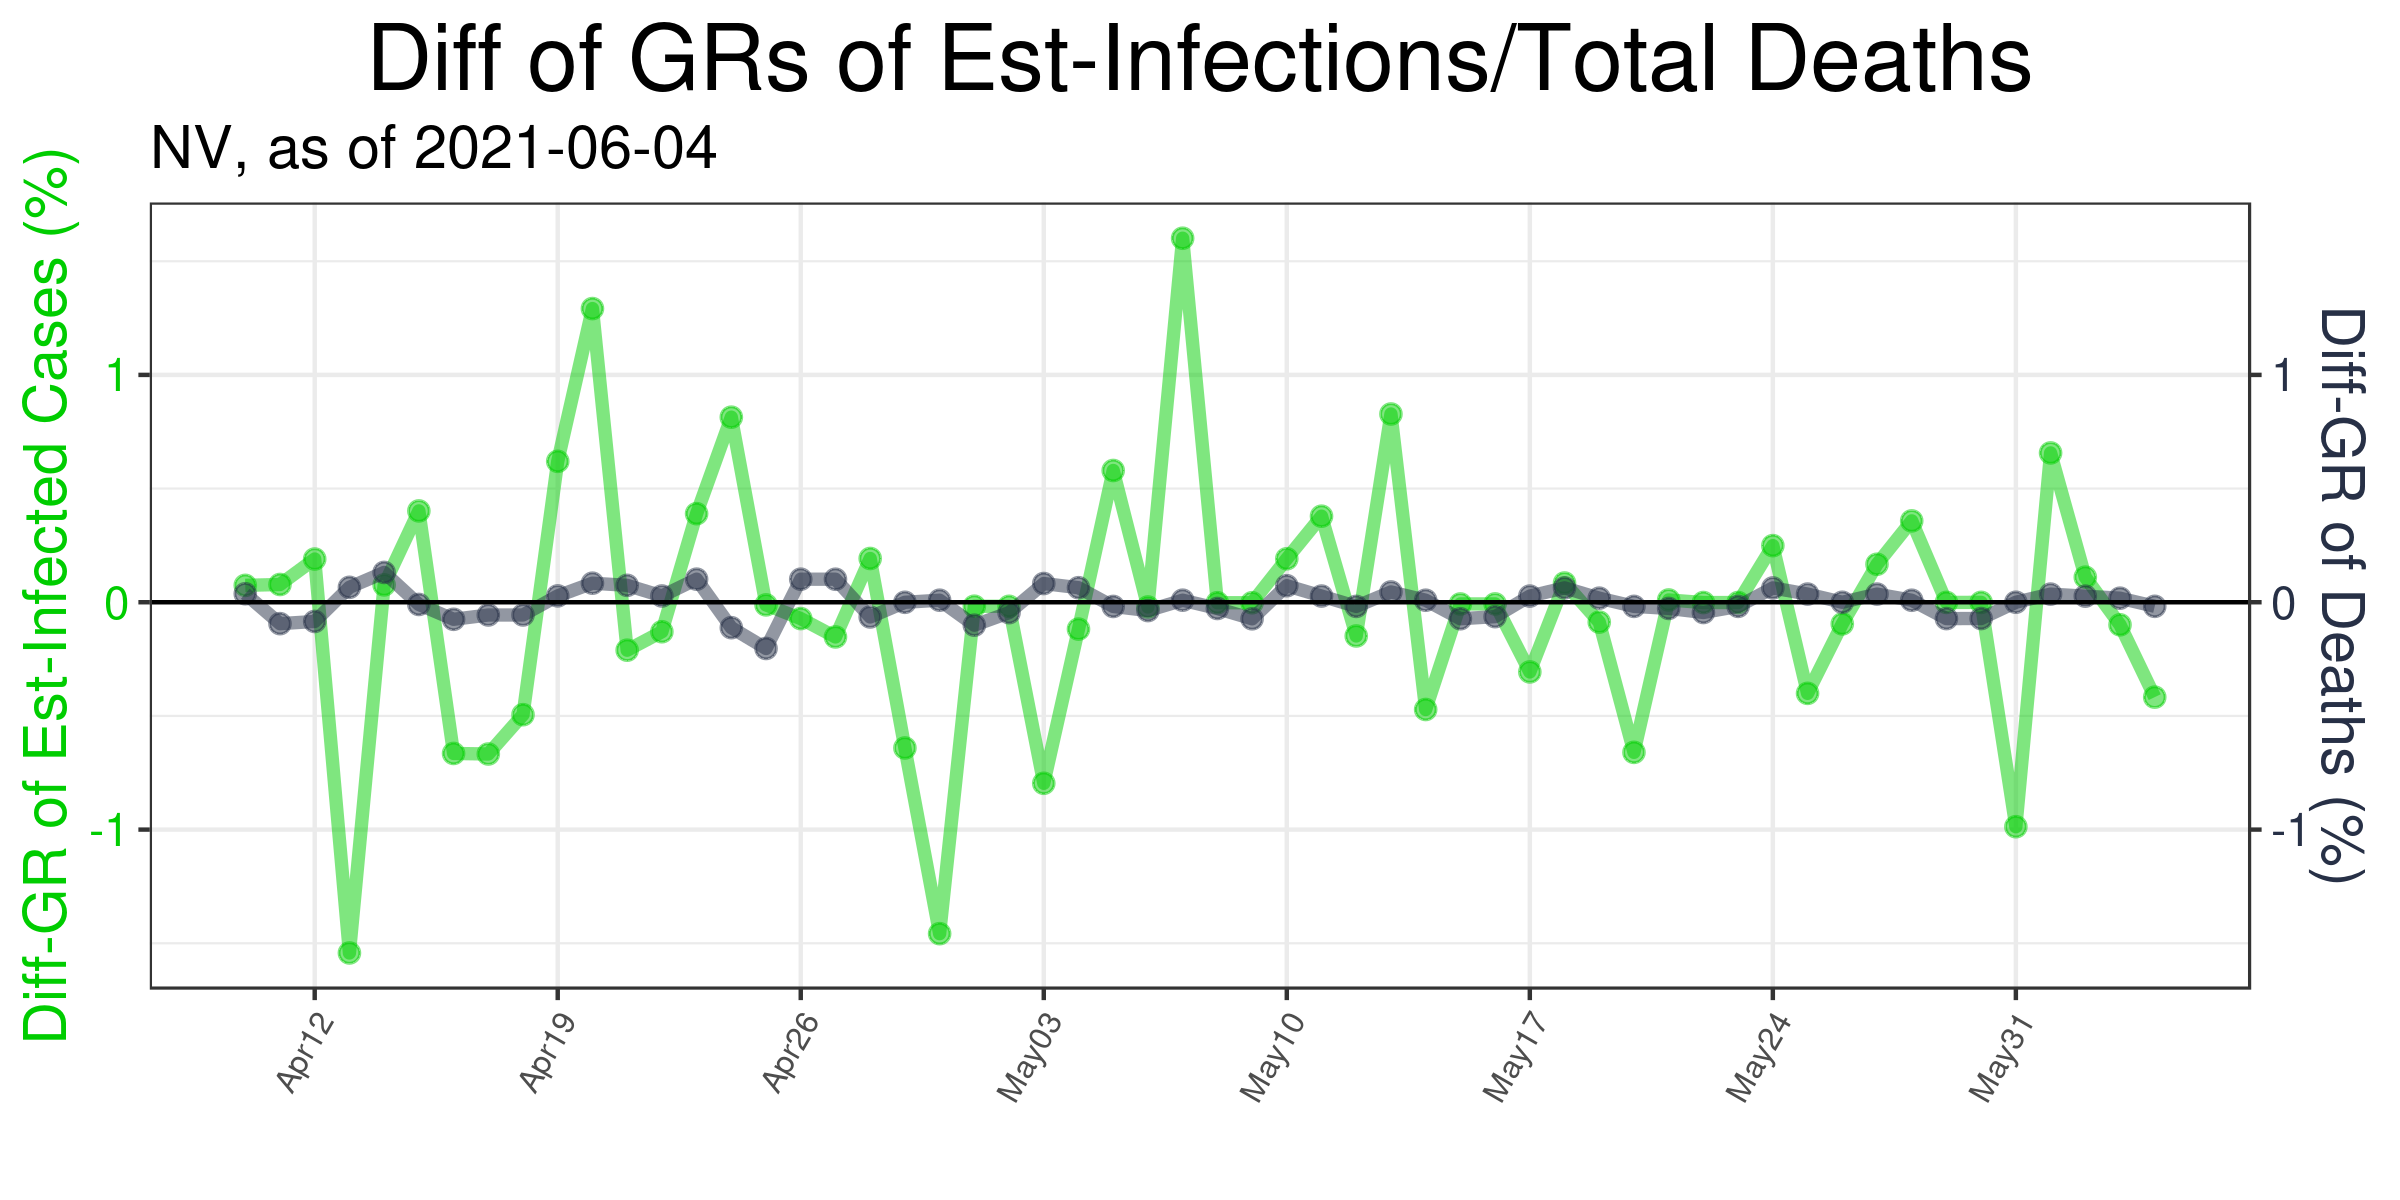 Diff of GRs of Est-Infections/Total Deaths
NV, as of 2021-06-04
Diff-GR of Est-Infected Cases (%)
1
0
-1
1
0
-1
Diff-GR of Deaths (%)
Apr12
Apr19
Apr26
May03
May10
May17
May24
May31